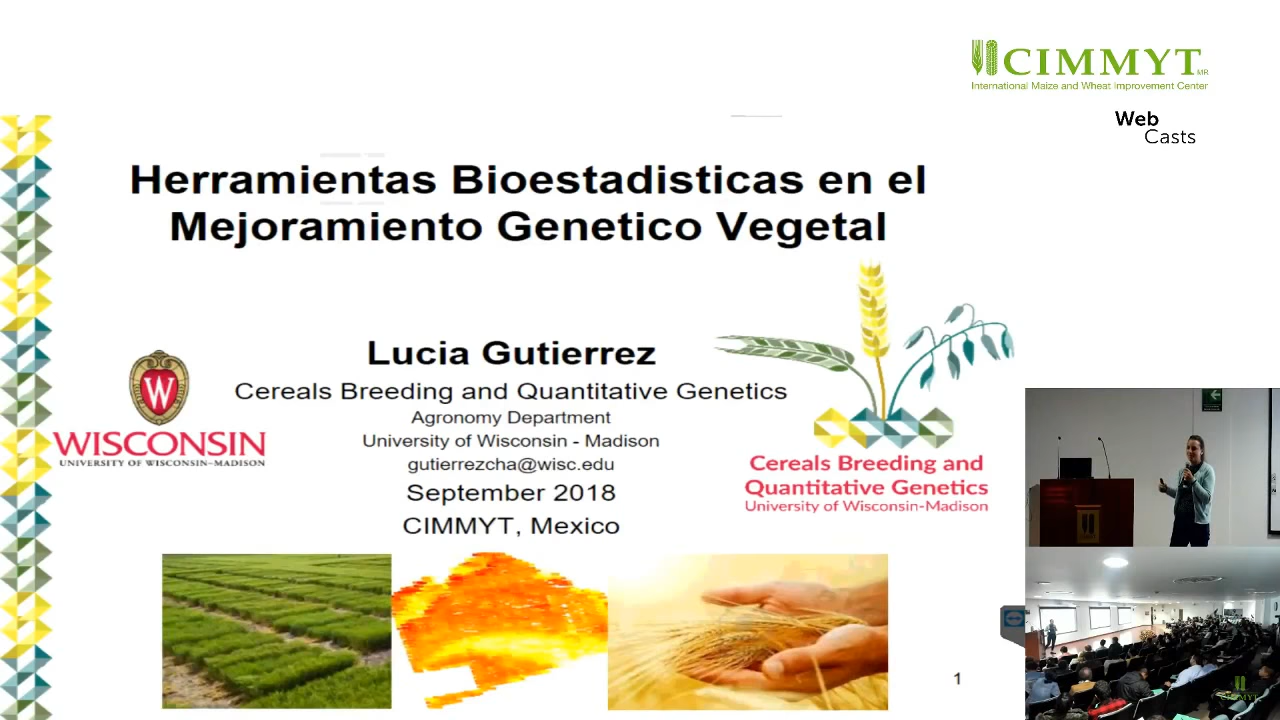 CIMMYT MR
International Maize and Wheat Improvement Center
Web
Casts
Herramientas Bioestadisticas en el
Mejoramiento Genetico Vegetal
Lucia Gutierrez
Cereals Breeding and Quantitative Genetics
Agronomy Department
University of Wisconsin - Madison
gutierrezcha@wisc.edu
September 2018
CIMMYT, Mexico
W
WISCONSIN
UNIVERSITY OF WISCONSIN–MADISON
Cereals Breeding and
Quantitative Genetics
University of Wisconsin-Madison
1
CIMMYT